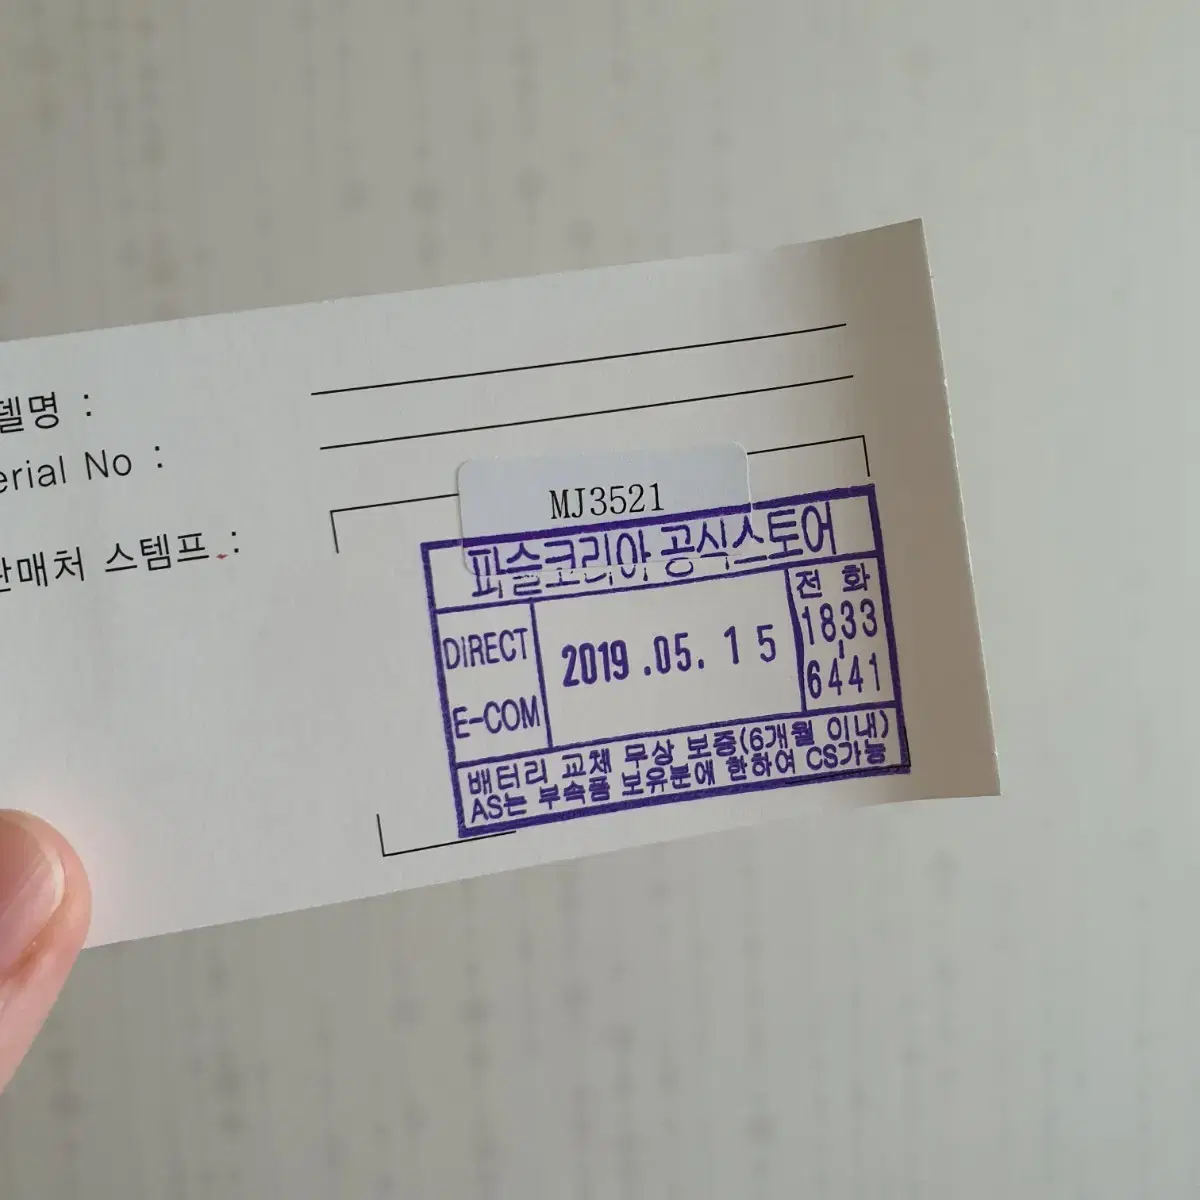 델명 :
erial No :
판매처 스템프 :
MJ3521
파슬코리아 공식스토어
DIRECT
E-COM
2019 .05. 15
전 화
1833
-
6441
배터리 교체 무상 보증(6개월 이내)
AS는 부속품 보유분에 한하여 CS가능